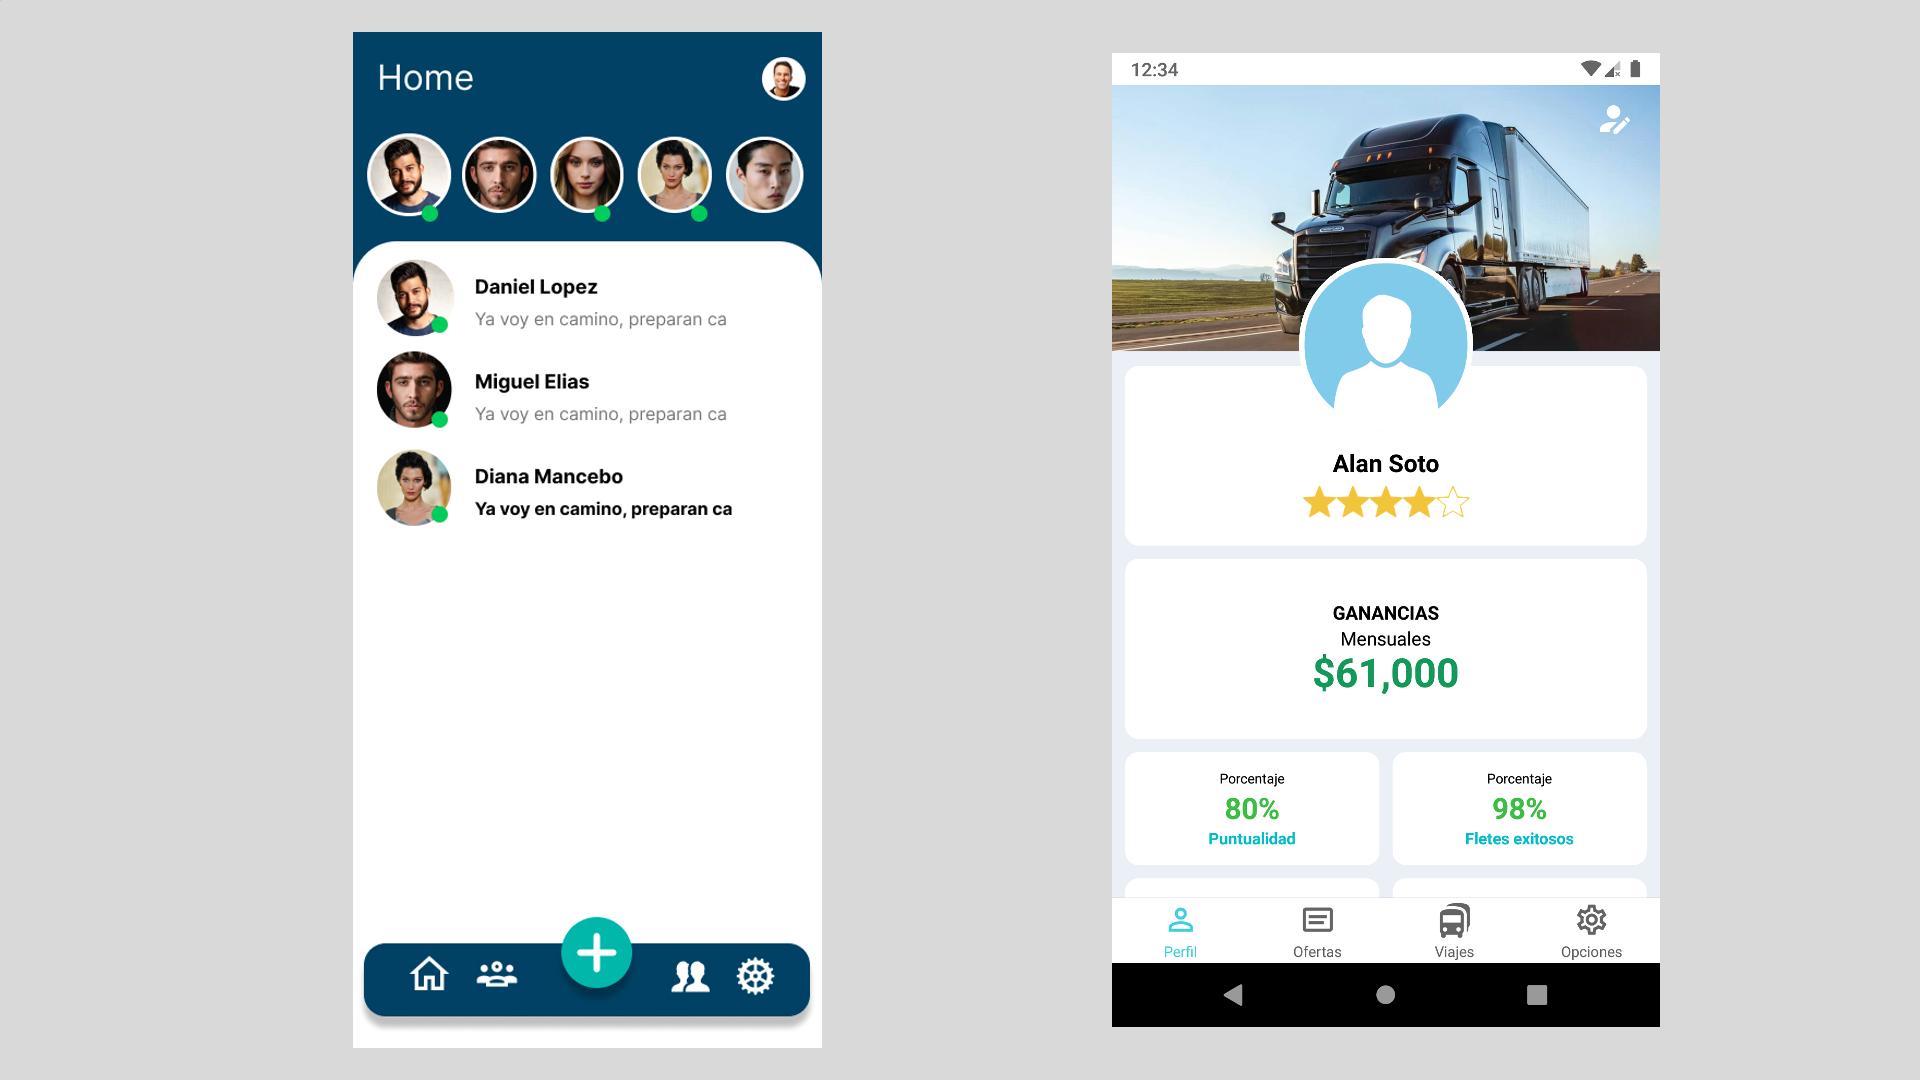 Home
Daniel Lopez
Ya voy en camino, preparan ca
Miguel Elias
Ya voy en camino, preparan ca
Diana Mancebo
Ya voy en camino, preparan ca
12:34
Alan Soto
GANANCIAS
Mensuales
$61,000
Porcentaje
80%
Puntualidad
Porcentaje
98%
Fletes exitosos
Perfil
Ofertas
Viajes
Opciones